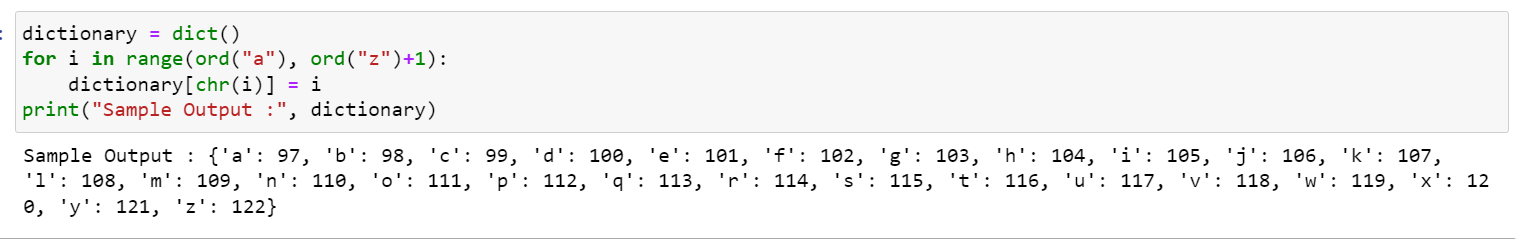 dictionary = dict()
for i in range(ord("a"), ord("z")+1):
    dictionary[chr(i)] = i
print("Sample Output :", dictionary)
Sample Output : {'a': 97, 'b': 98, 'c': 99, 'd': 100, 'e': 101, 'f': 102, 'g': 103, 'h': 104, 'i': 105, 'j': 106, 'k': 107,
'l': 108, 'm': 109, 'n': 110, 'o': 111, 'p': 112, 'q': 113, 'r': 114, 's': 115, 't': 116, 'u': 117, 'v': 118, 'w': 119, 'x': 12
0, 'y': 121, 'z': 122}